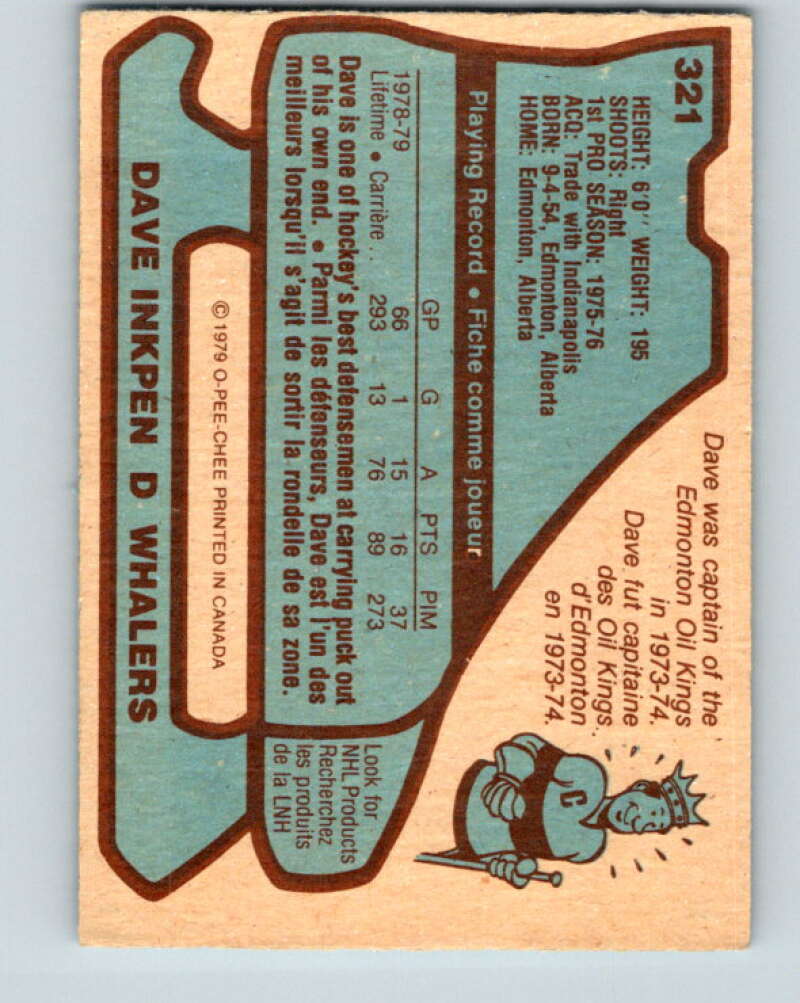 321
HEIGHT: 6'0" WEIGHT: 195
SHOOTS: Right
1st PRO SEASON: 1975-76
ACQ: Trade with Indianapolis
BORN: 9-4-54, Edmonton, Alberta
HOME: Edmonton, Alberta
Dave was captain of the
Edmonton Oil Kings
in 1973-74.
Dave fut capitaine
des Oil Kings
d'Edmonton
en 1973-74.
C
Playing Record • Fiche comme joueur
GP G A PTS PIM
1978-79 66 1 15 16 37
Lifetime • Carrière . . 293 13 76 89 273
Dave is one of hockey's best defensemen at carrying puck out
of his own end. • Parmi les défenseurs, Dave est l'un des
meilleurs lorsqu'il s'agit de sortir la rondelle de sa zone.
Look for
NHL Products
Recherchez
les produits
de la LNH
© 1979 O-PEE-CHEE PRINTED IN CANADA
DAVE INKPEN D WHALERS